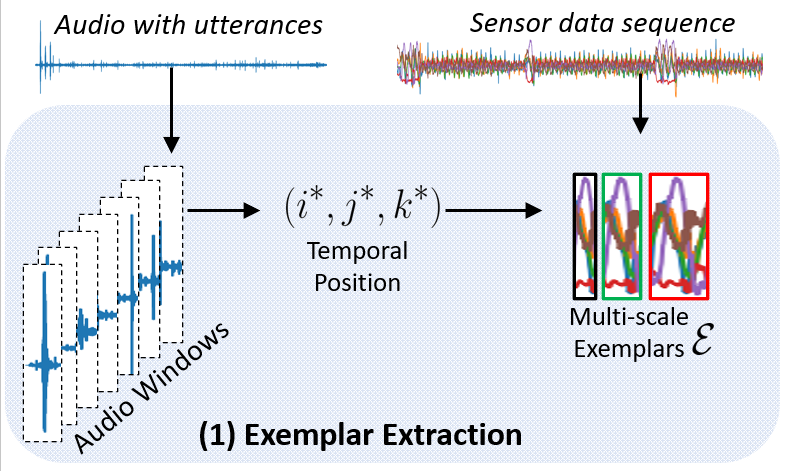 Audio with utterances
Sensor data sequence
(i*, j*, k*)
Temporal
Position
Multi-scale
Exemplars ℰ
Audio Windows
(1) Exemplar Extraction